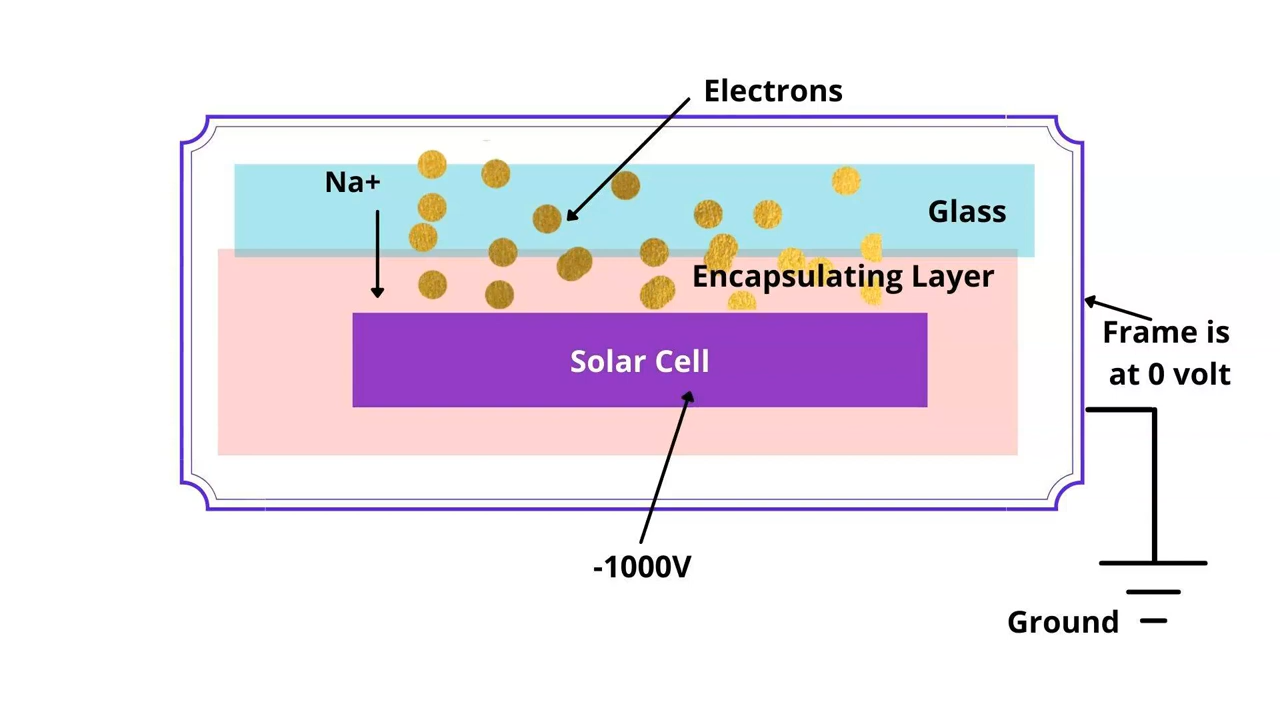 Electrons
Na+
Glass
Encapsulating Layer
Frame is
at 0 volt
Solar Cell
-1000V
Ground